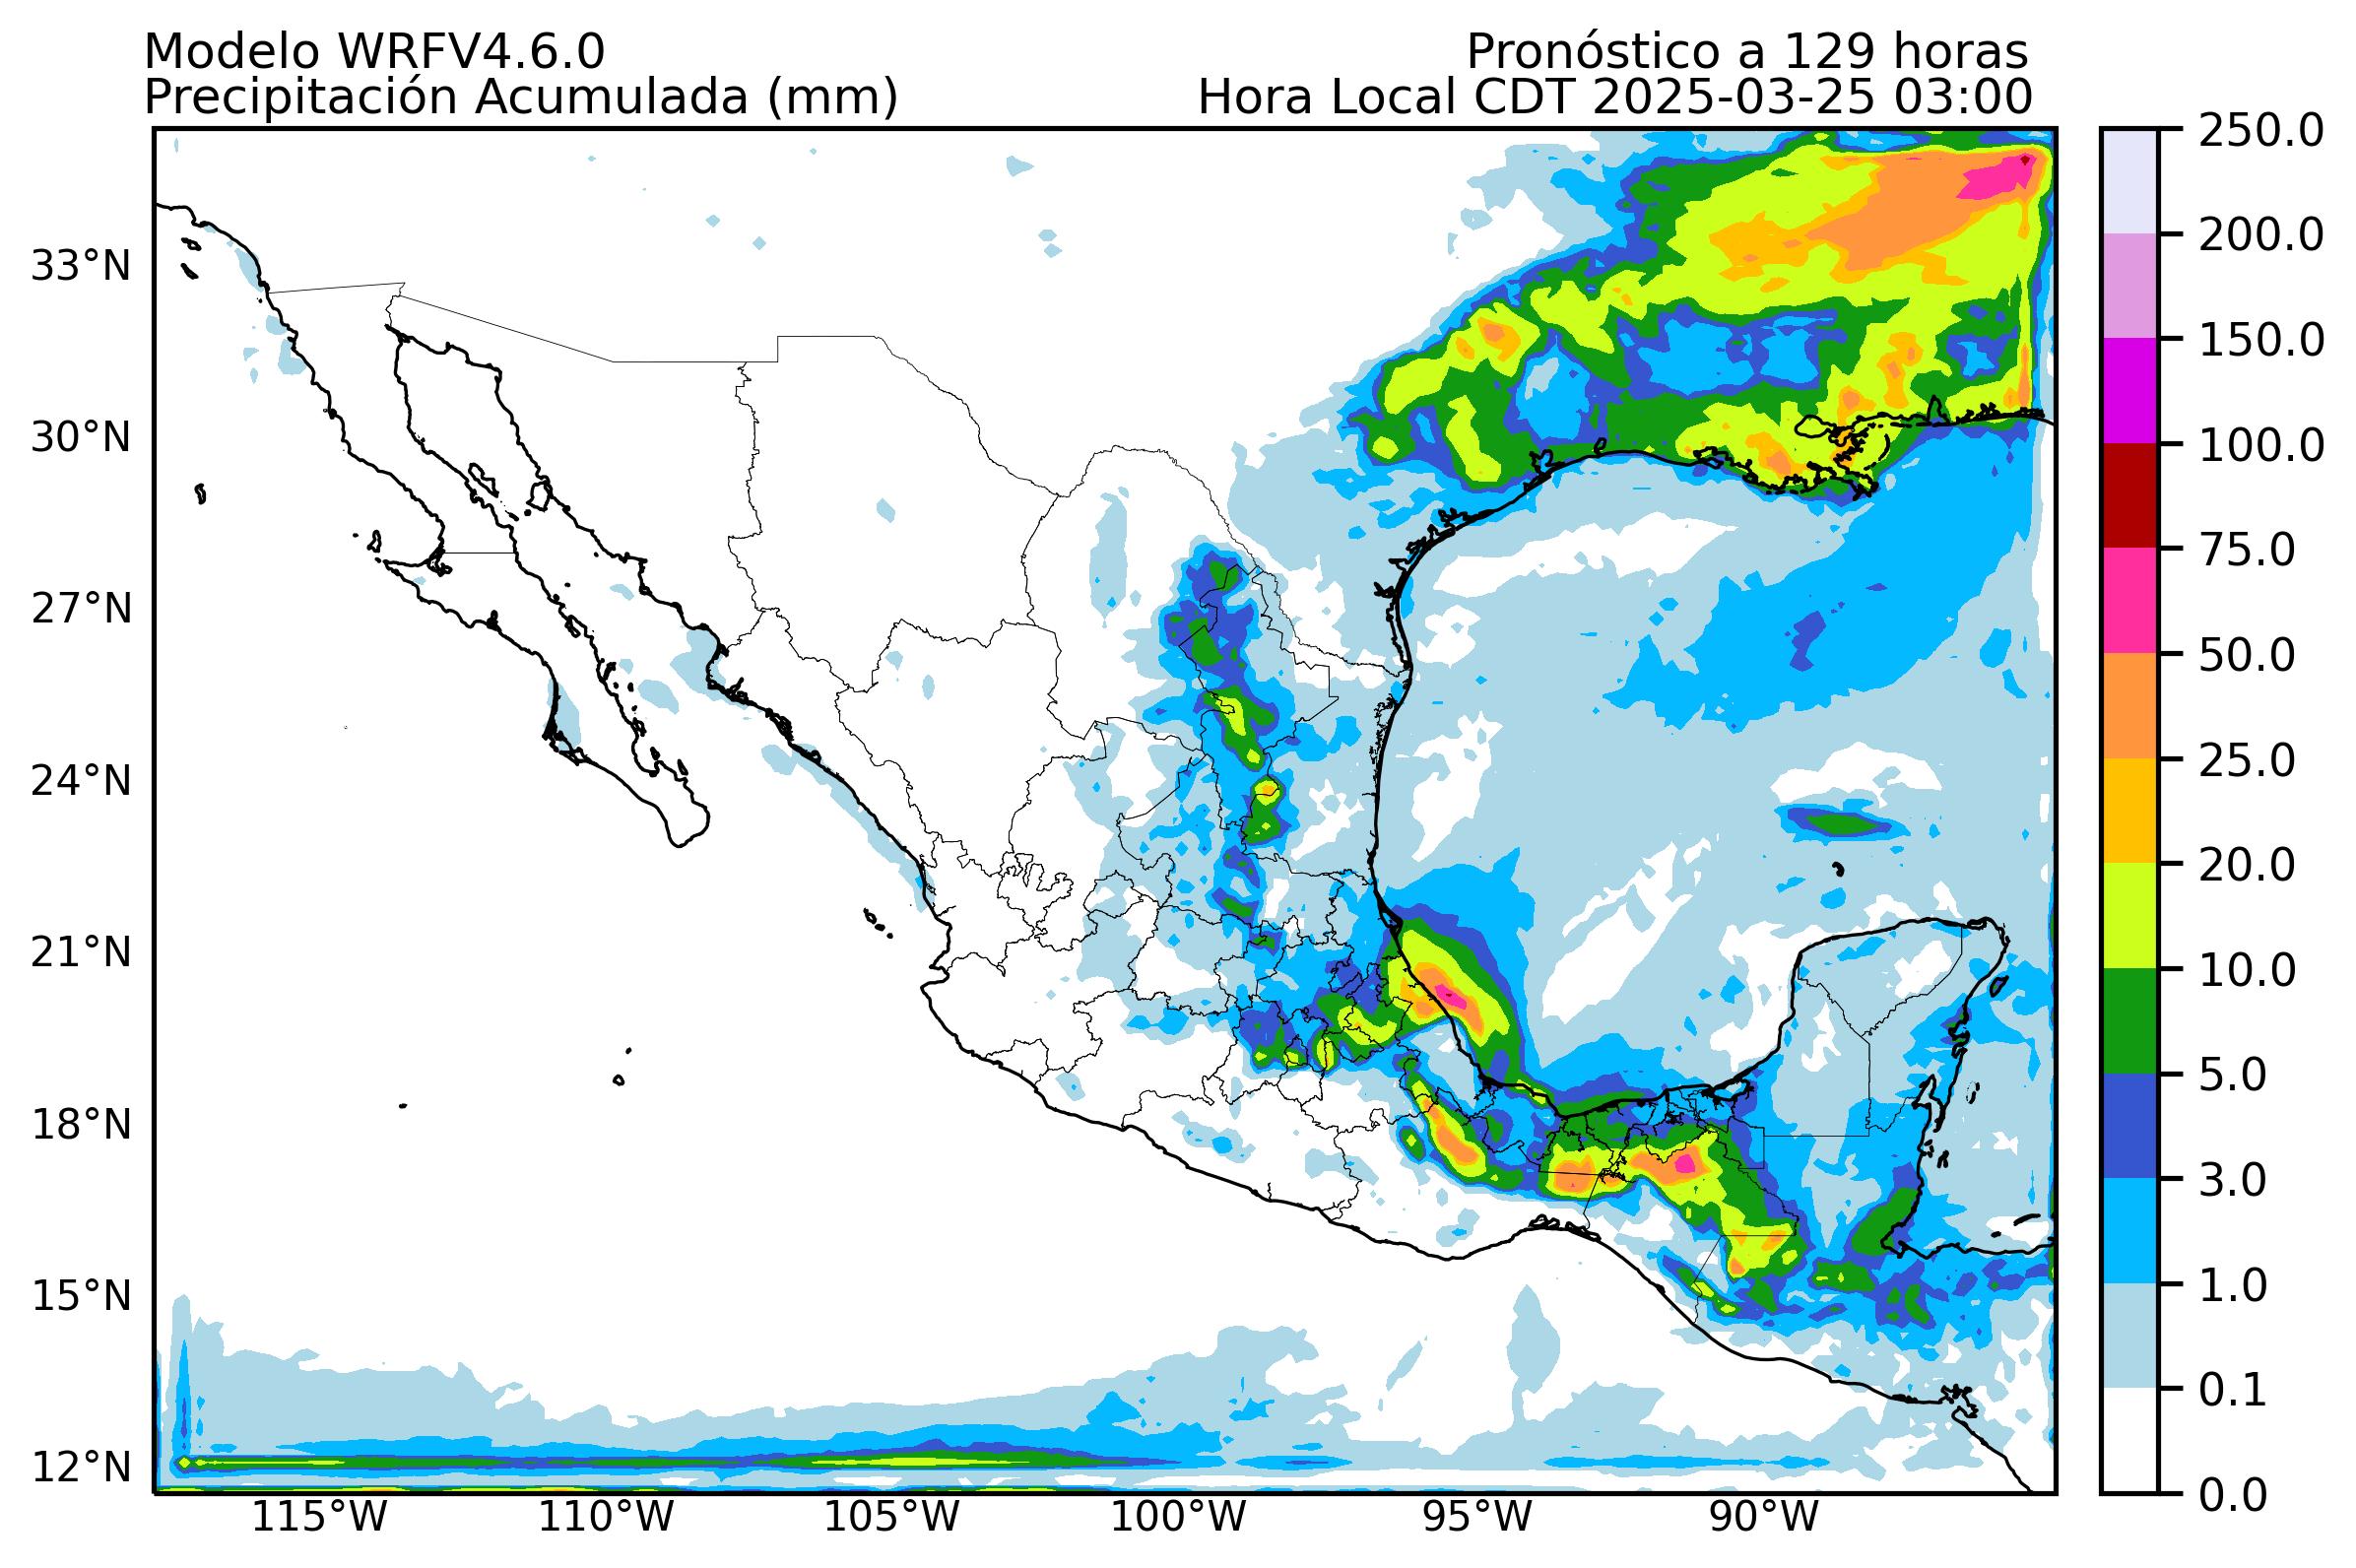 Modelo WRFV4.6.0
Pronóstico a 129 horas
Precipitación Acumulada (mm)
Hora Local CDT 2025-03-25 03:00
33°N
30°N
27°N
24°N
21°N
18°N
15°N
12°N
115°W
110°W
105°W
100°W
95°W
90°W
250.0
200.0
150.0
100.0
75.0
50.0
25.0
20.0
10.0
5.0
3.0
1.0
0.1
0.0